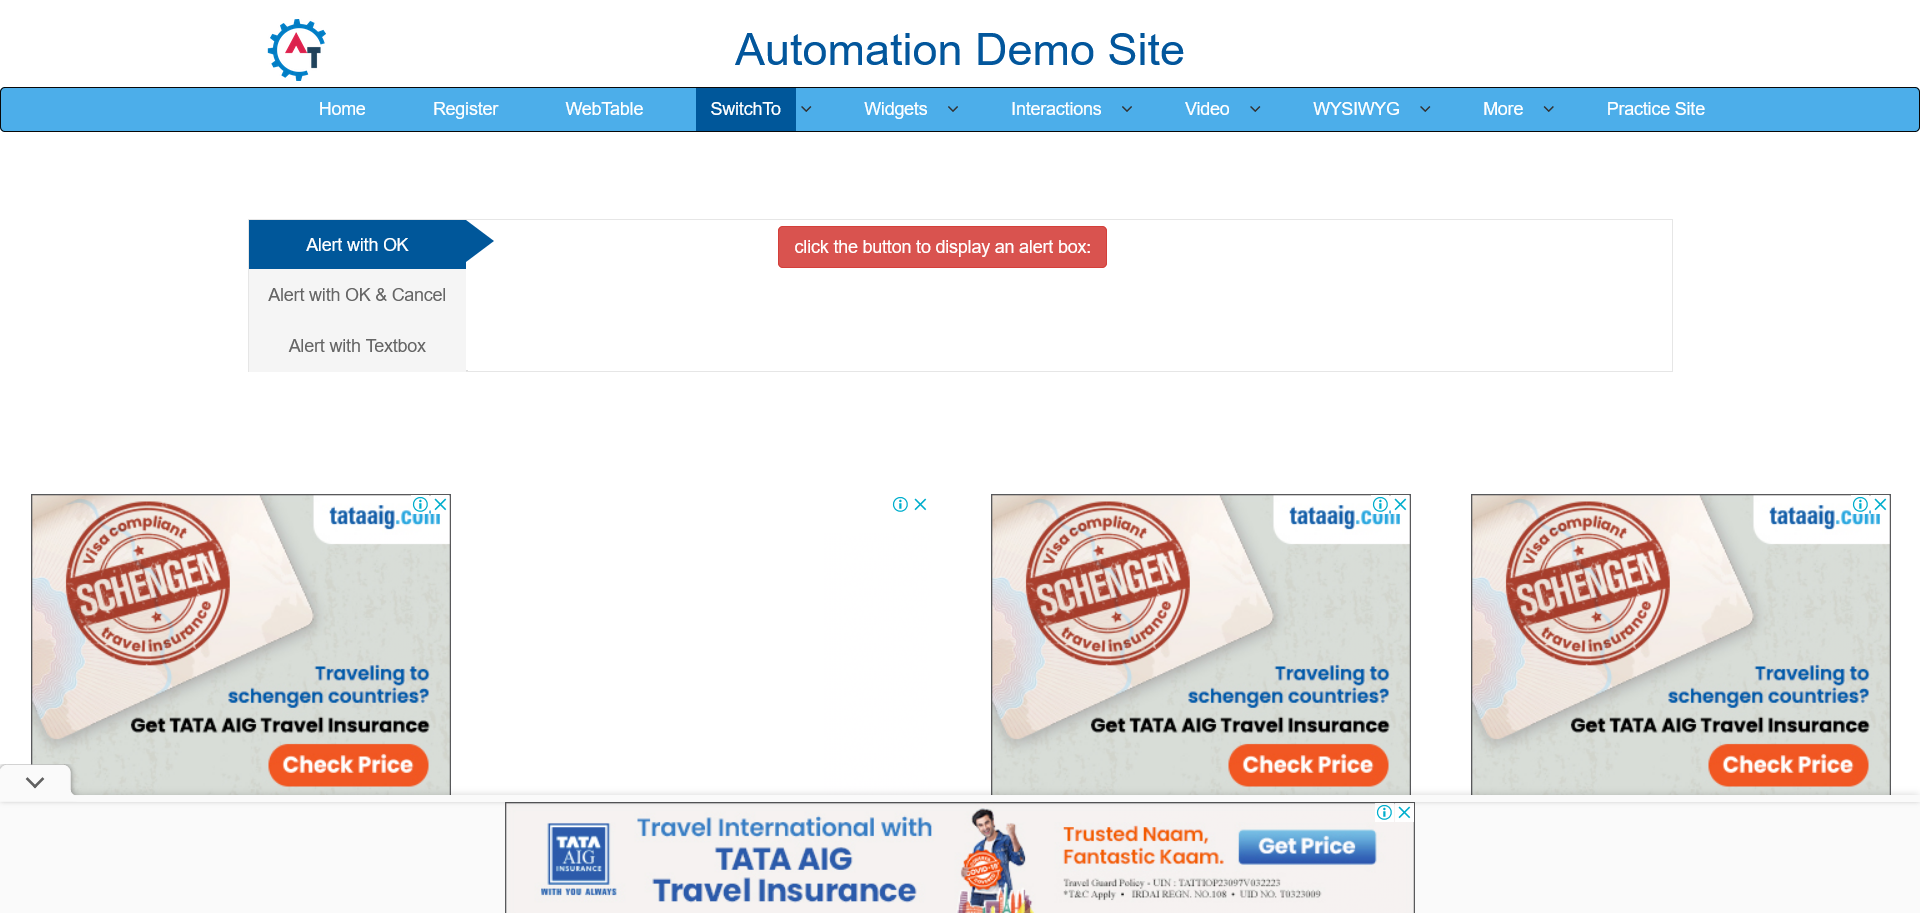 AT
Automation Demo Site
Home Register WebTable SwitchTo Widgets Interactions Video WYSIWYG More Practice Site
Alert with OK
click the button to display an alert box:
Alert with OK & Cancel
Alert with Textbox
tataaig.com
Visa compliant
SCHENGEN
travel insurance
Traveling to
schengen countries?
Get TATA AIG Travel Insurance
Check Price
tataaig.com
Visa compliant
SCHENGEN
travel insurance
Traveling to
schengen countries?
Get TATA AIG Travel Insurance
Check Price
tataaig.com
Visa compliant
SCHENGEN
travel insurance
Traveling to
schengen countries?
Get TATA AIG Travel Insurance
Check Price
TATA
AIG
INSURANCE
WITH YOU ALWAYS
Travel International with
TATA AIG
Travel Insurance
COVID-19
Trusted Naam,
Fantastic Kaam.
Get Price
Travel Guard Policy - UIN : TATTIOP23097V032223
*T&C Apply • IRDAI REGN. NO.108 • UID NO. T0323009